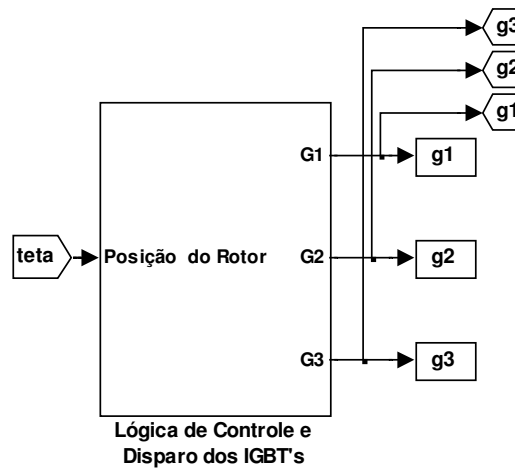 g3
g2
g1
G1
g1
teta
Posição do Rotor
G2
g2
G3
g3
Lógica de Controle e
Disparo dos IGBT's